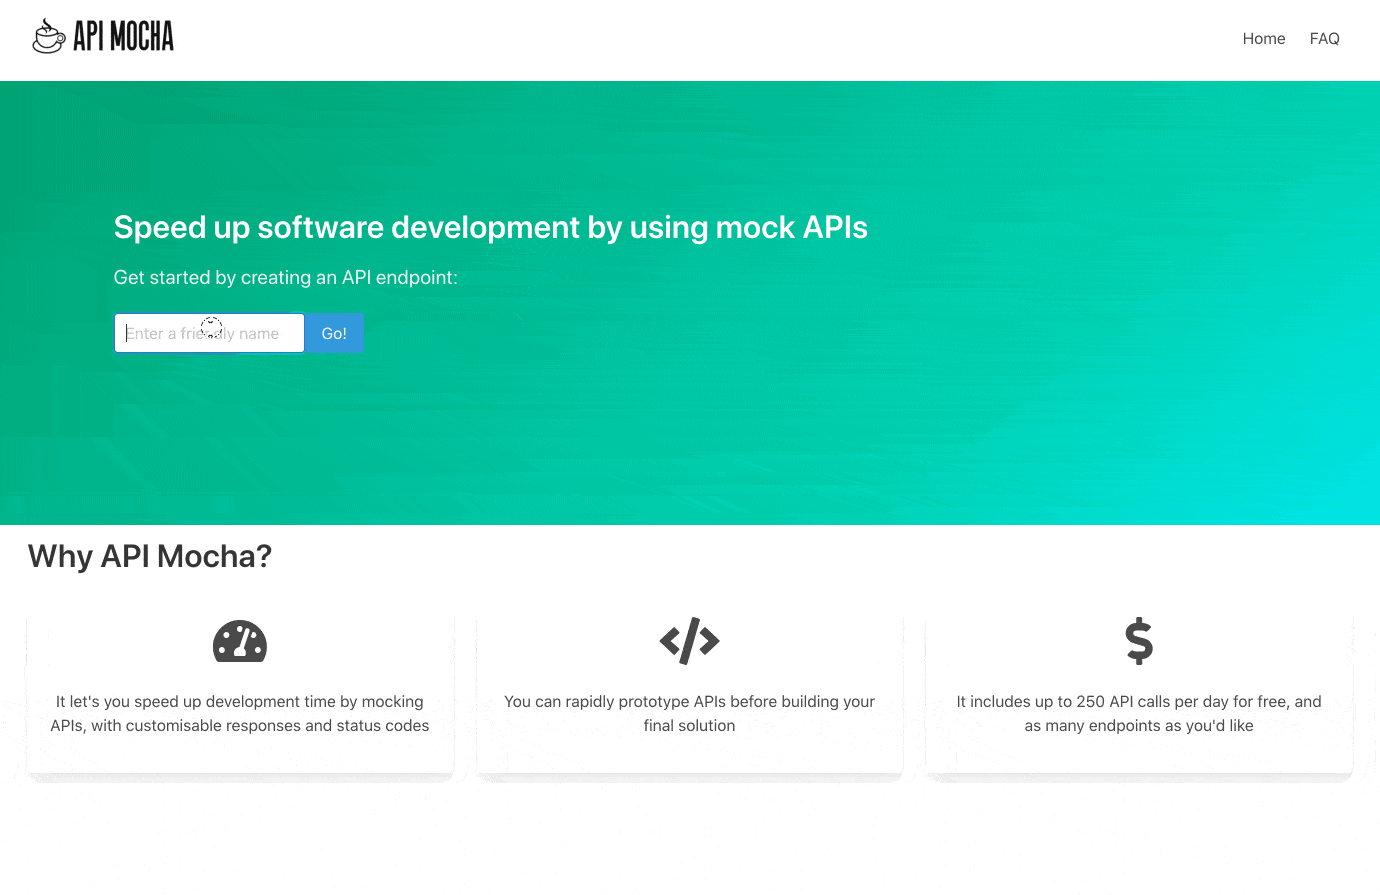 API MOCHA
Home FAQ
Speed up software development by using mock APIs
Get started by creating an API endpoint:
Enter a friendly name Go!
Why API Mocha?
It let's you speed up development time by mocking
APIs, with customisable responses and status codes
You can rapidly prototype APIs before building your
final solution
It includes up to 250 API calls per day for free, and
as many endpoints as you'd like